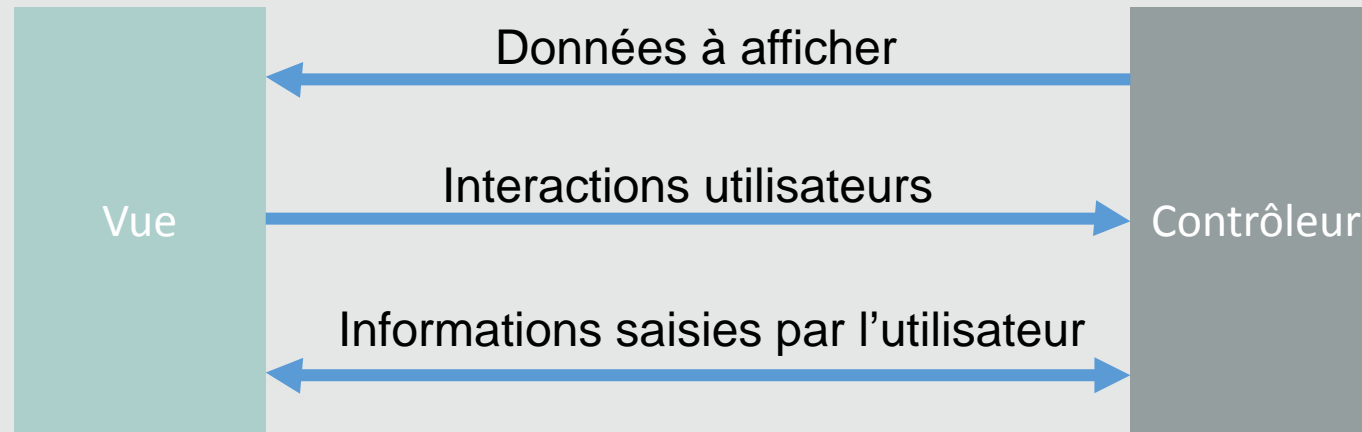 Données à afficher
Interactions utilisateurs
Vue
Contrôleur
Informations saisies par l’utilisateur